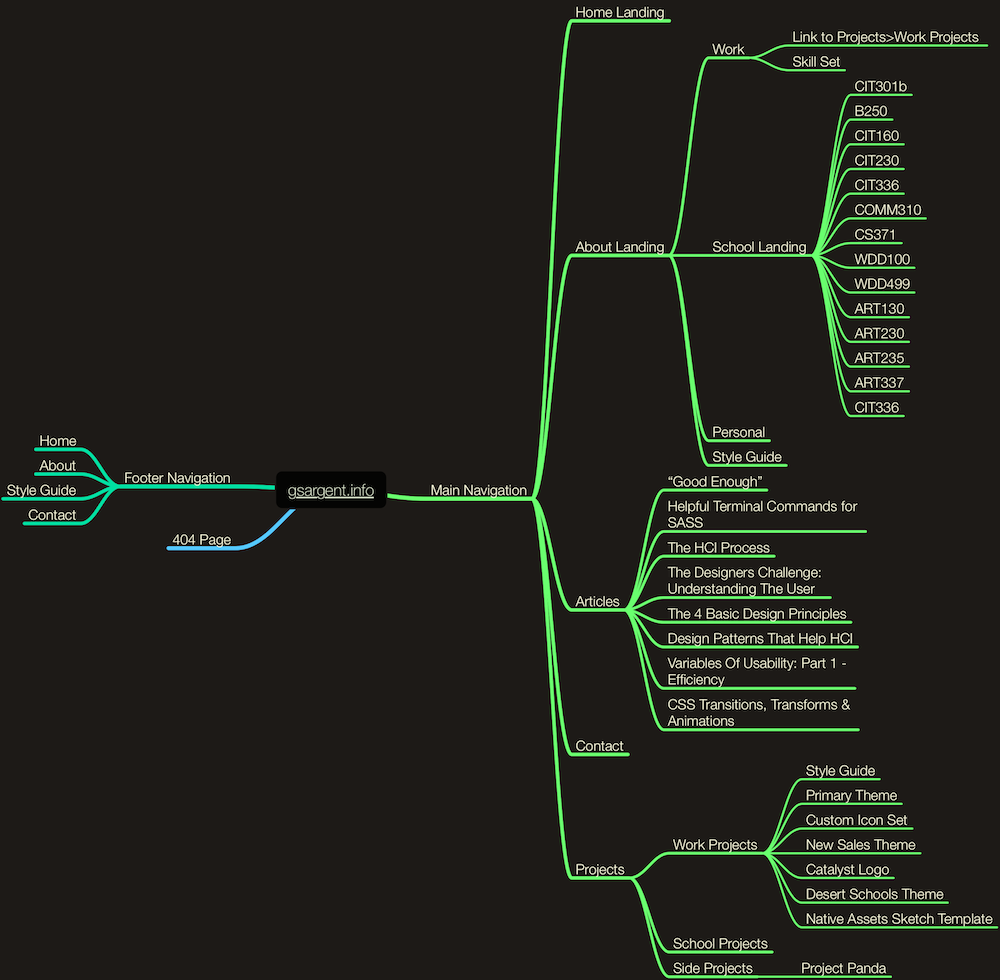 Home Landing
Link to Projects>Work Projects
Work
Skill Set
CIT301b
B250
CIT160
CIT230
CIT336
COMM310
CS371
About Landing
School Landing
WDD100
WDD499
ART130
ART230
ART235
ART337
CIT336
Personal
Style Guide
Home
About
Style Guide
Contact
Footer Navigation
gsargent.info
Main Navigation
404 Page
“Good Enough”
Helpful Terminal Commands for
SASS
The HCI Process
The Designers Challenge:
Understanding The User
Articles
The 4 Basic Design Principles
Design Patterns That Help HCI
Variables Of Usability: Part 1 -
Efficiency
CSS Transitions, Transforms &
Animations
Contact
Style Guide
Primary Theme
Custom Icon Set
Work Projects
New Sales Theme
Projects
Catalyst Logo
Desert Schools Theme
Native Assets Sketch Template
School Projects
Side Projects
Project Panda